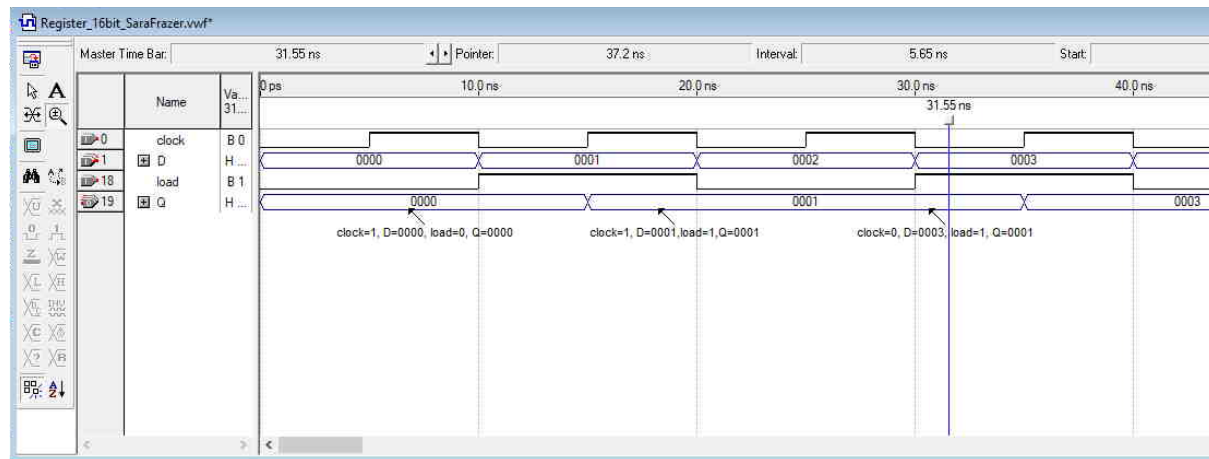 Register_16bit_SaraFrazer.vwf*
Master Time Bar: 31.55 ns Pointer: 37.2 ns Interval: 5.65 ns Start:
Name Va... 31... 0 ps 10.0 ns 20.0 ns 30.0 ns 40.0 ns
31.55 ns
0 clock B 0
1 D H ... 0000 0001 0002 0003
18 load B 1
19 Q H ... 0000 0001 0003
clock=1, D=0000, load=0, Q=0000 clock=1, D=0001,load=1,Q=0001 clock=0, D=0003, load=1, Q=0001